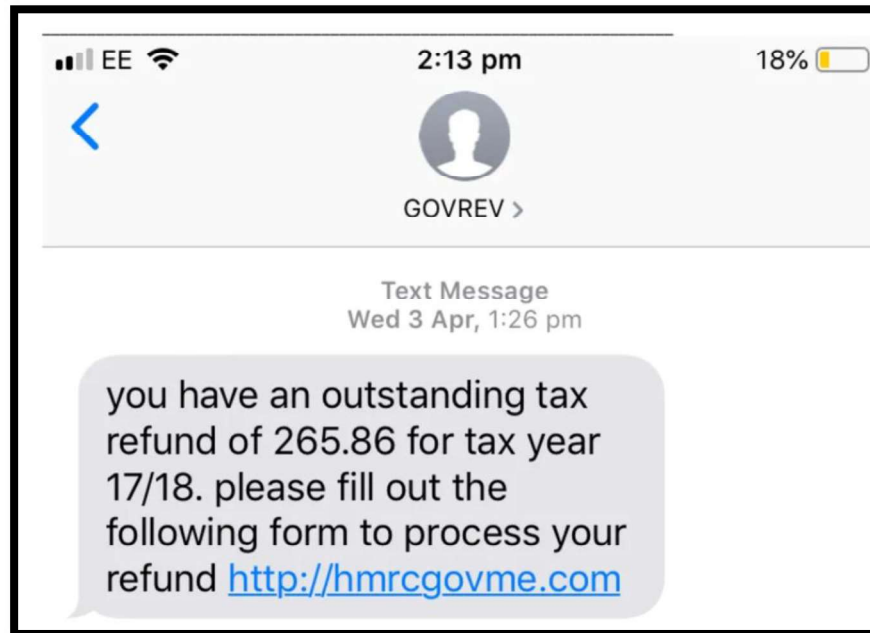 EE 2:13 pm 18%
GOVREV >
Text Message
Wed 3 Apr, 1:26 pm
you have an outstanding tax
refund of 265.86 for tax year
17/18. please fill out the
following form to process your
refund http://hmrcgovme.com